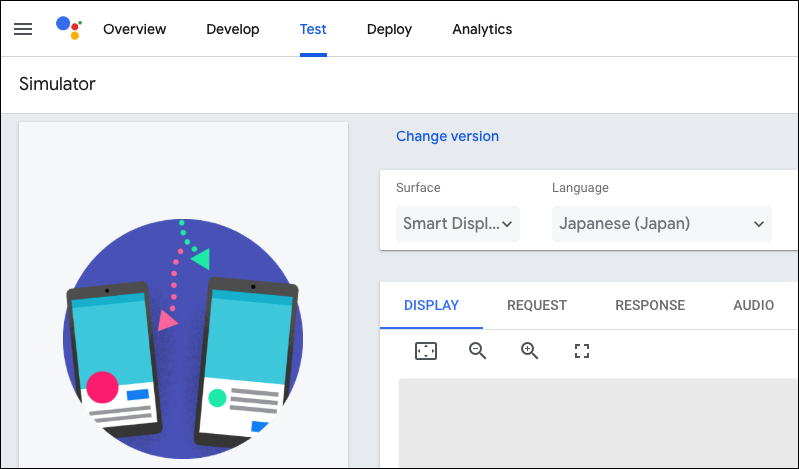 Overview Develop Test Deploy Analytics
Simulator
Change version
Surface Language
Smart Displ... Japanese (Japan)
DISPLAY REQUEST RESPONSE AUDIO